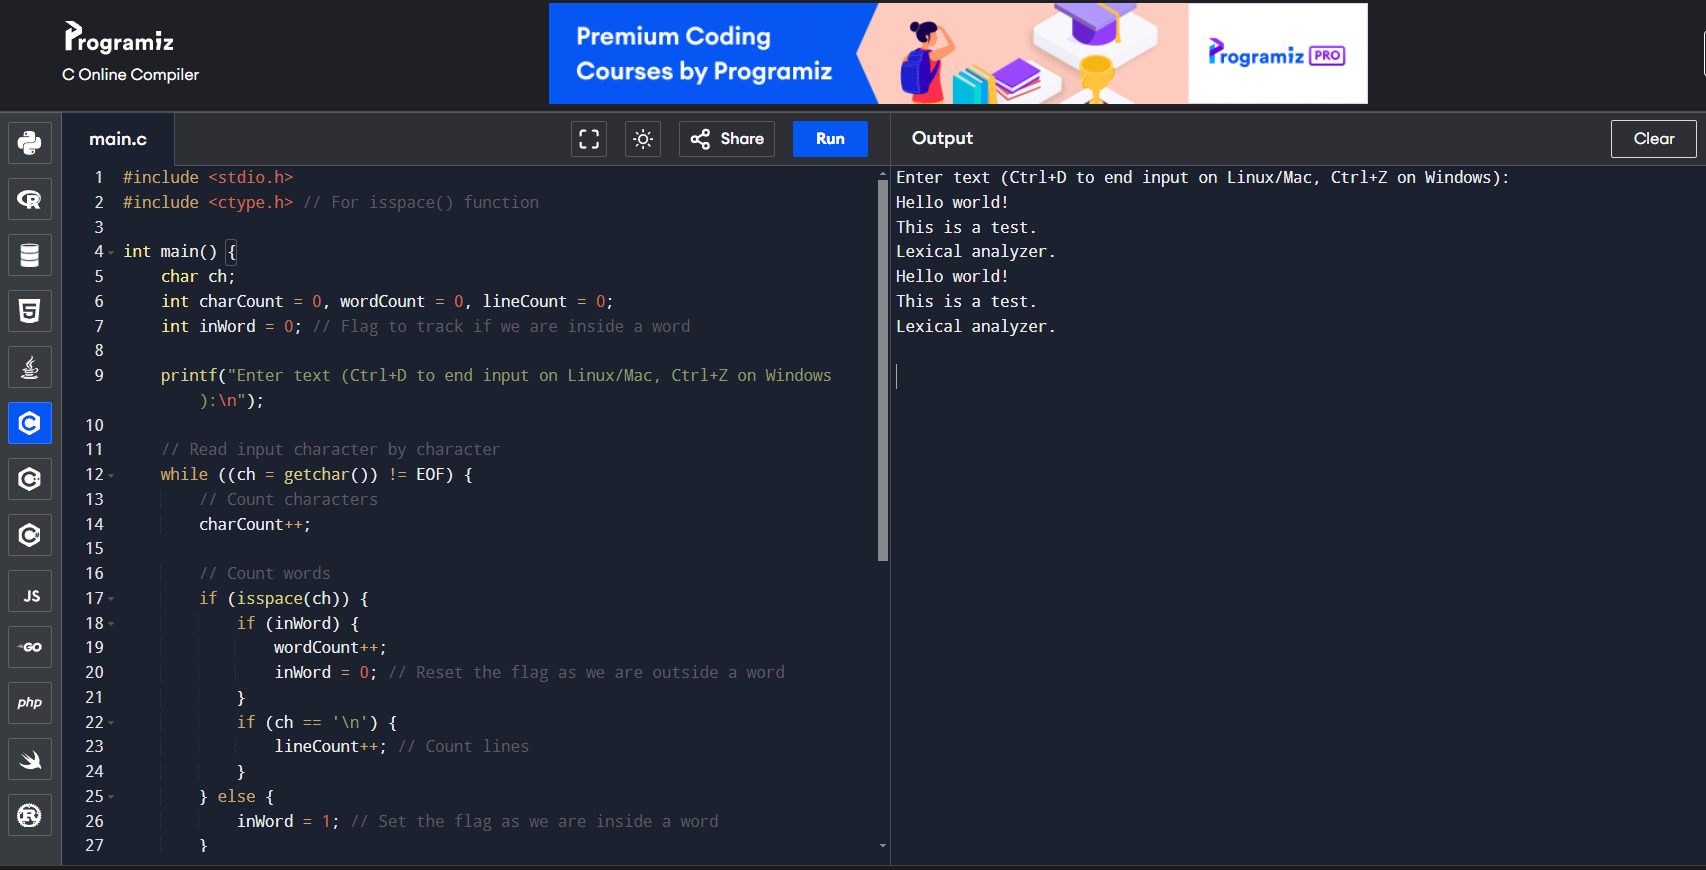 Programiz
C Online Compiler
Premium Coding
Courses by Programiz
Programiz PRO
main.c
Share
Run
Output
Clear
1 #include <stdio.h>
2 #include <ctype.h> // For isspace() function
3
4 int main() {
5     char ch;
6     int charCount = 0, wordCount = 0, lineCount = 0;
7     int inWord = 0; // Flag to track if we are inside a word
8
9     printf("Enter text (Ctrl+D to end input on Linux/Mac, Ctrl+Z on Windows
        ):\n");
10
11     // Read input character by character
12     while ((ch = getchar()) != EOF) {
13         // Count characters
14         charCount++;
15
16         // Count words
17         if (isspace(ch)) {
18             if (inWord) {
19                 wordCount++;
20                 inWord = 0; // Reset the flag as we are outside a word
21             }
22             if (ch == '\n') {
23                 lineCount++; // Count lines
24             }
25         } else {
26             inWord = 1; // Set the flag as we are inside a word
27         }
Enter text (Ctrl+D to end input on Linux/Mac, Ctrl+Z on Windows):
Hello world!
This is a test.
Lexical analyzer.
Hello world!
This is a test.
Lexical analyzer.
R
5
C
C
C
JS
GO
php
R